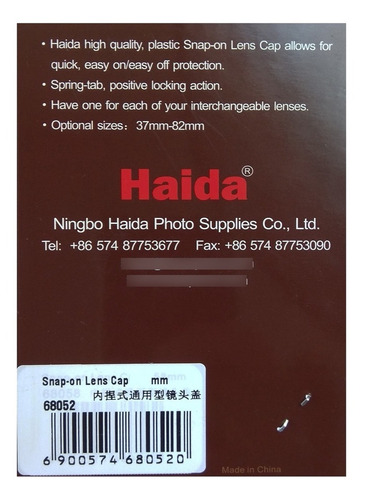 • Haida high quality, plastic Snap-on Lens Cap allows for
quick, easy on/easy off protection.
• Spring-tab, positive locking action.
• Have one for each of your interchangeable lenses.
• Optional sizes：37mm-82mm
Haida®
Ningbo Haida Photo Supplies Co., Ltd.
Tel: +86 574 87753677 Fax: +86 574 87753090
Snap-on Lens Cap mm
内捏式通用型镜头盖
68052
6 900574 680520
Made in China